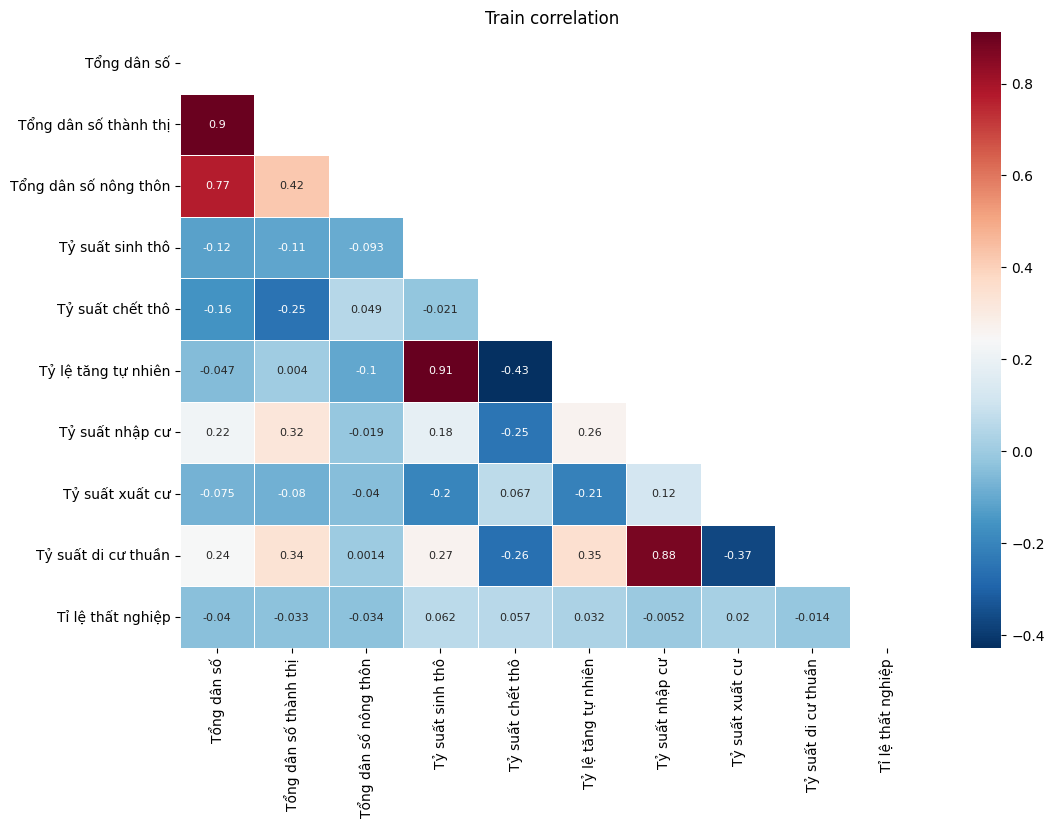 Train correlation
Tổng dân số
Tổng dân số thành thị 0.9
Tổng dân số nông thôn 0.77 0.42
Tỷ suất sinh thô -0.12 -0.11 -0.093
Tỷ suất chết thô -0.16 -0.25 0.049 -0.021
Tỷ lệ tăng tự nhiên -0.047 0.004 -0.1 0.91 -0.43
Tỷ suất nhập cư 0.22 0.32 -0.019 0.18 -0.25 0.26
Tỷ suất xuất cư -0.075 -0.08 -0.04 -0.2 0.067 -0.21 0.12
Tỷ suất di cư thuần 0.24 0.34 0.0014 0.27 -0.26 0.35 0.88 -0.37
Tỉ lệ thất nghiệp -0.04 -0.033 -0.034 0.062 0.057 0.032 -0.0052 0.02 -0.014
Tổng dân số
Tổng dân số thành thị
Tổng dân số nông thôn
Tỷ suất sinh thô
Tỷ suất chết thô
Tỷ lệ tăng tự nhiên
Tỷ suất nhập cư
Tỷ suất xuất cư
Tỷ suất di cư thuần
Tỉ lệ thất nghiệp
0.8
0.6
0.4
0.2
0.0
−0.2
−0.4